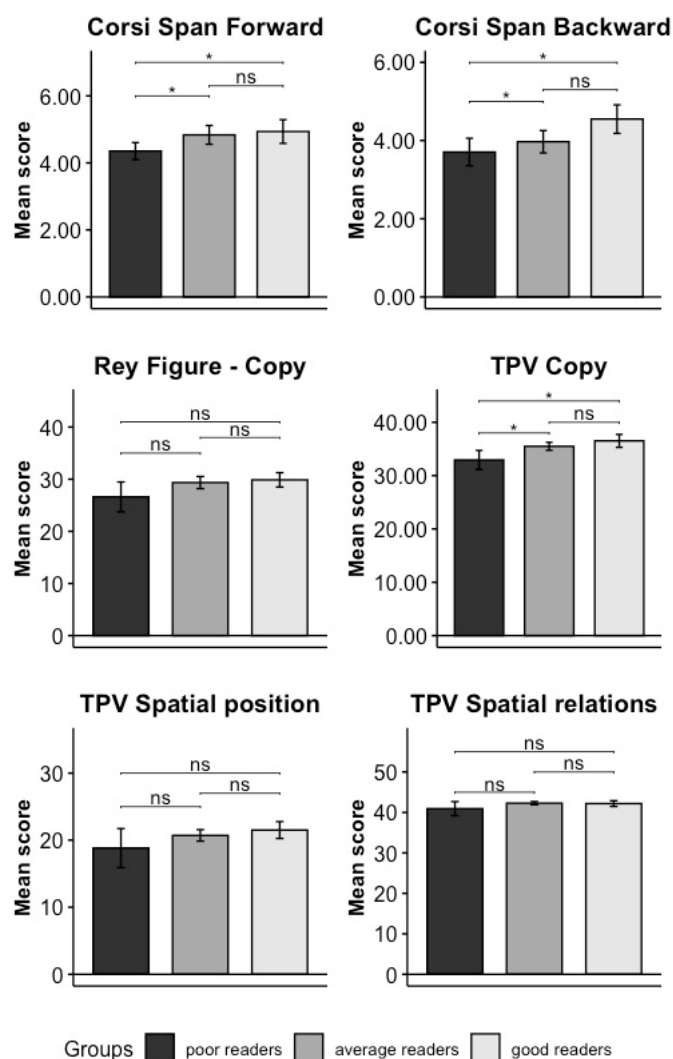 Corsi Span Forward
Mean score
6.00
4.00
2.00
0.00
*
*
ns
Corsi Span Backward
Mean score
6.00
4.00
2.00
0.00
*
*
ns
Rey Figure - Copy
Mean score
40
30
20
10
0
ns
ns
ns
TPV Copy
Mean score
40.00
30.00
20.00
10.00
0.00
*
*
ns
TPV Spatial position
Mean score
30
20
10
0
ns
ns
ns
TPV Spatial relations
Mean score
50
40
30
20
10
0
ns
ns
ns
Groups poor readers average readers good readers